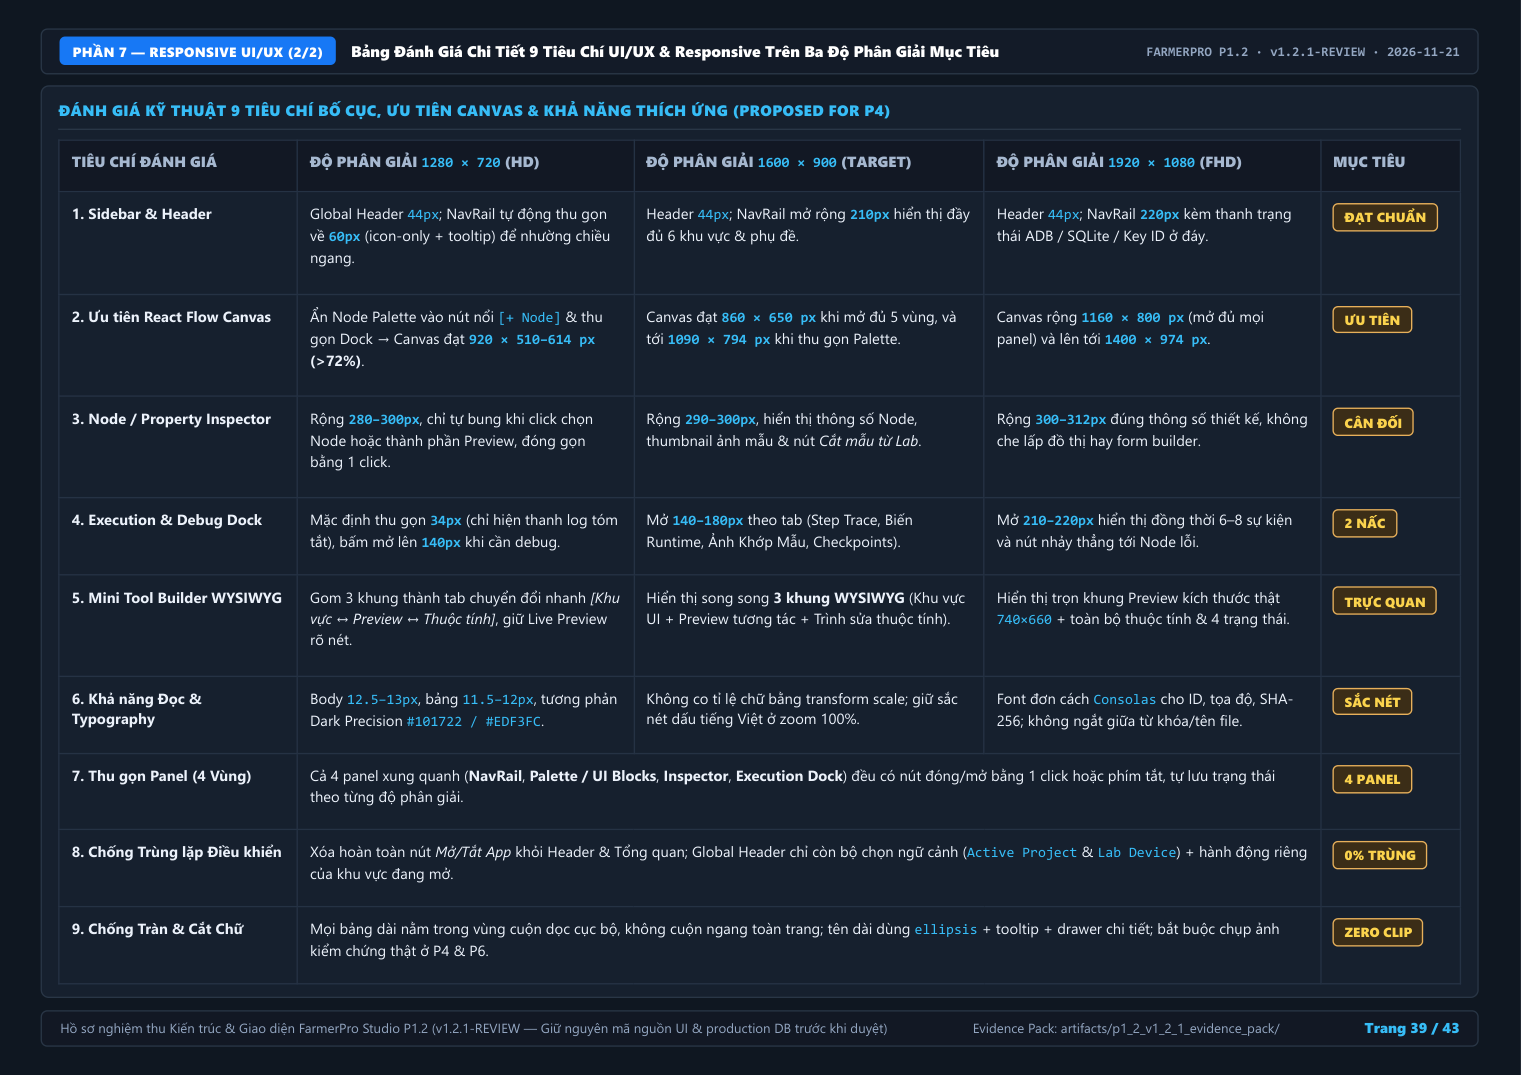 PHẦN 7 — RESPONSIVE UI/UX (2/2)
Bảng Đánh Giá Chi Tiết 9 Tiêu Chí UI/UX & Responsive Trên Ba Độ Phân Giải Mục Tiêu
FARMERPRO P1.2 · v1.2.1-REVIEW · 2026-11-21
ĐÁNH GIÁ KỸ THUẬT 9 TIÊU CHÍ BỐ CỤC, ƯU TIÊN CANVAS & KHẢ NĂNG THÍCH ỨNG (PROPOSED FOR P4)
TIÊU CHÍ ĐÁNH GIÁ
ĐỘ PHÂN GIẢI 1280 × 720 (HD)
ĐỘ PHÂN GIẢI 1600 × 900 (TARGET)
ĐỘ PHÂN GIẢI 1920 × 1080 (FHD)
MỤC TIÊU
1. Sidebar & Header
Global Header 44px; NavRail tự động thu gọn
về 60px (icon-only + tooltip) để nhường chiều
ngang.
Header 44px; NavRail mở rộng 210px hiển thị đầy
đủ 6 khu vực & phụ đề.
Header 44px; NavRail 220px kèm thanh trạng
thái ADB / SQLite / Key ID ở đáy.
ĐẠT CHUẨN
2. Ưu tiên React Flow Canvas
Ẩn Node Palette vào nút nổi [+ Node] & thu
gọn Dock → Canvas đạt 920 × 510–614 px
(>72%).
Canvas đạt 860 × 650 px khi mở đủ 5 vùng, và
tới 1090 × 794 px khi thu gọn Palette.
Canvas rộng 1160 × 800 px (mở đủ mọi
panel) và lên tới 1400 × 974 px.
ƯU TIÊN
3. Node / Property Inspector
Rộng 280–300px, chỉ tự bung khi click chọn
Node hoặc thành phần Preview, đóng gọn
bằng 1 click.
Rộng 290–300px, hiển thị thông số Node,
thumbnail ảnh mẫu & nút Cắt mẫu từ Lab.
Rộng 300–312px đúng thông số thiết kế, không
che lấp đồ thị hay form builder.
CÂN ĐỐI
4. Execution & Debug Dock
Mặc định thu gọn 34px (chỉ hiện thanh log tóm
tắt), bấm mở lên 140px khi cần debug.
Mở 140–180px theo tab (Step Trace, Biến
Runtime, Ảnh Khớp Mẫu, Checkpoints).
Mở 210–220px hiển thị đồng thời 6–8 sự kiện
và nút nhảy thẳng tới Node lỗi.
2 NẤC
5. Mini Tool Builder WYSIWYG
Gom 3 khung thành tab chuyển đổi nhanh [Khu
vực ↔ Preview ↔ Thuộc tính], giữ Live Preview
rõ nét.
Hiển thị song song 3 khung WYSIWYG (Khu vực
UI + Preview tương tác + Trình sửa thuộc tính).
Hiển thị trọn khung Preview kích thước thật
740×660 + toàn bộ thuộc tính & 4 trạng thái.
TRỰC QUAN
6. Khả năng Đọc &
Typography
Body 12.5–13px, bảng 11.5–12px, tương phản
Dark Precision #101722 / #EDF3FC.
Không co tỉ lệ chữ bằng transform scale; giữ sắc
nét dấu tiếng Việt ở zoom 100%.
Font đơn cách Consolas cho ID, tọa độ, SHA-
256; không ngắt giữa từ khóa/tên file.
SẮC NÉT
7. Thu gọn Panel (4 Vùng)
Cả 4 panel xung quanh (NavRail, Palette / UI Blocks, Inspector, Execution Dock) đều có nút đóng/mở bằng 1 click hoặc phím tắt, tự lưu trạng thái
theo từng độ phân giải.
4 PANEL
8. Chống Trùng lặp Điều khiển
Xóa hoàn toàn nút Mở/Tắt App khỏi Header & Tổng quan; Global Header chỉ còn bộ chọn ngữ cảnh (Active Project & Lab Device) + hành động riêng
của khu vực đang mở.
0% TRÙNG
9. Chống Tràn & Cắt Chữ
Mọi bảng dài nằm trong vùng cuộn dọc cục bộ, không cuộn ngang toàn trang; tên dài dùng ellipsis + tooltip + drawer chi tiết; bắt buộc chụp ảnh
kiểm chứng thật ở P4 & P6.
ZERO CLIP
Hồ sơ nghiệm thu Kiến trúc & Giao diện FarmerPro Studio P1.2 (v1.2.1-REVIEW — Giữ nguyên mã nguồn UI & production DB trước khi duyệt)
Evidence Pack: artifacts/p1_2_v1_2_1_evidence_pack/
Trang 39 / 43